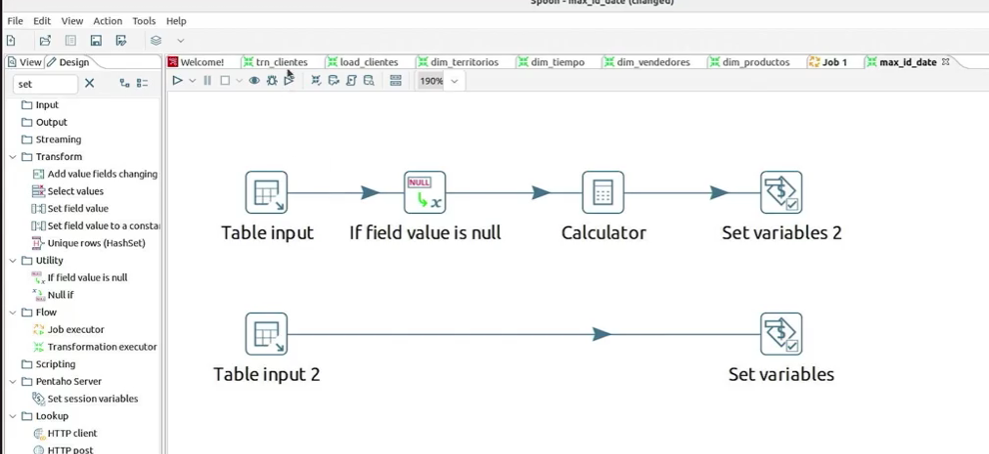 Spoon - max_id_date (changed)
File Edit View Action Tools Help
View Design
Welcome! trn_clientes load_clientes dim_territorios dim_tiempo dim_vendedores dim_productos Job 1 max_id_date
set
190%
Input
Output
Streaming
Transform
Add value fields changing
Select values
Set field value
Set field value to a consta
Unique rows (HashSet)
Utility
If field value is null
Null if
Flow
Job executor
Transformation executor
Scripting
Pentaho Server
Set session variables
Lookup
HTTP client
HTTP post
NULL
x
Table input If field value is null Calculator Set variables 2
Table input 2 Set variables